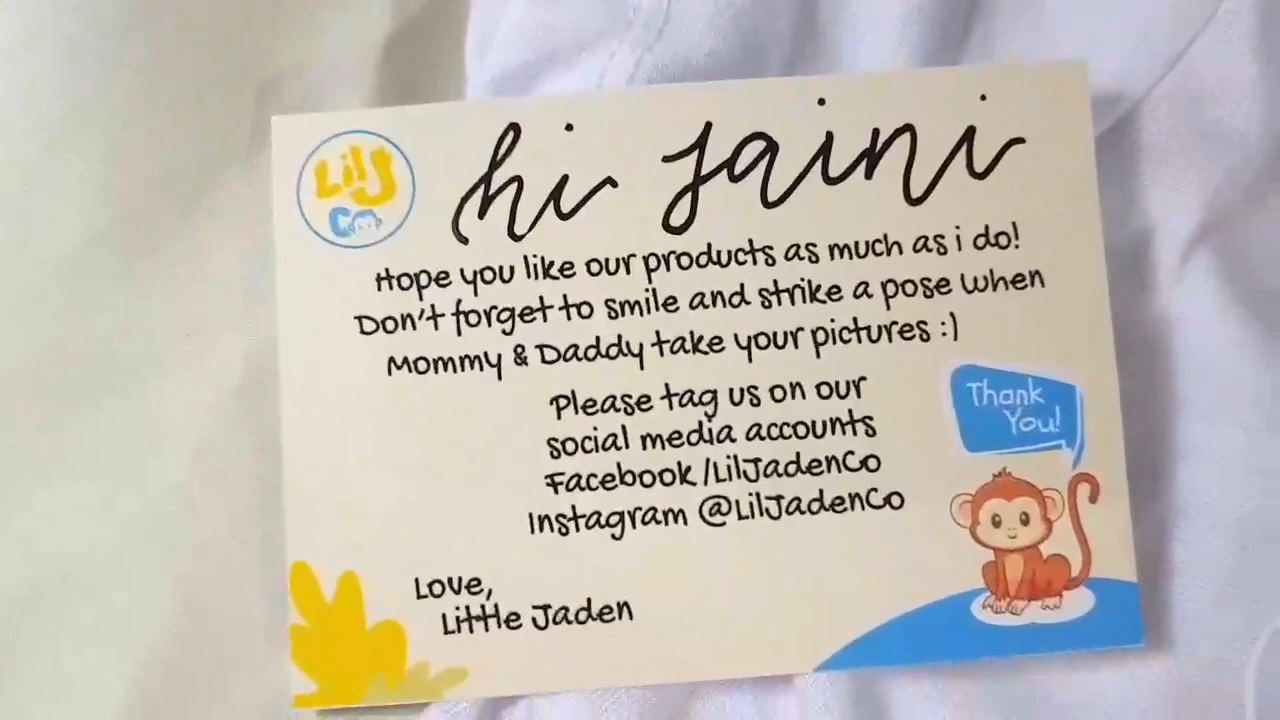 LilJ
Co.
hi Jaini
Hope you like our products as much as i do!
Don't forget to smile and strike a pose when
Mommy & Daddy take your pictures :)
Please tag us on our
social media accounts
Facebook /LilJadenCo
Instagram @LilJadenCo
Thank
You!
Love,
Little Jaden